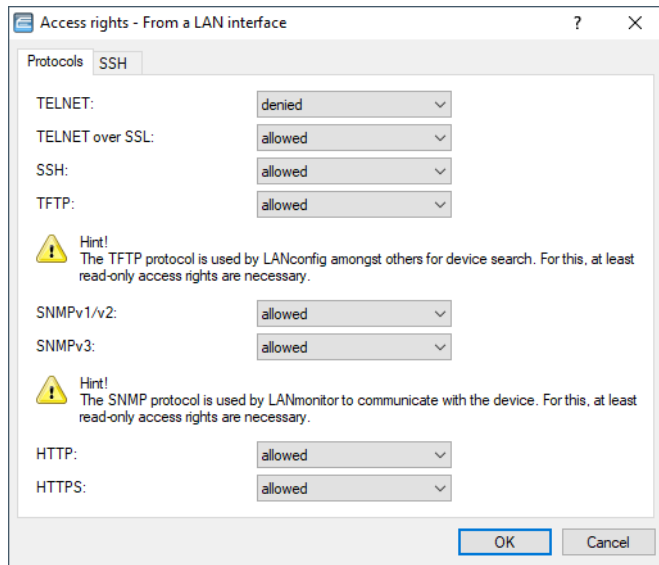 Access rights - From a LAN interface ?
Protocols SSH
TELNET: denied
TELNET over SSL: allowed
SSH: allowed
TFTP: allowed
Hint!
The TFTP protocol is used by LANconfig amongst others for device search. For this, at least
read-only access rights are necessary.
SNMPv1/v2: allowed
SNMPv3: allowed
Hint!
The SNMP protocol is used by LANmonitor to communicate with the device. For this, at least
read-only access rights are necessary.
HTTP: allowed
HTTPS: allowed
OK Cancel